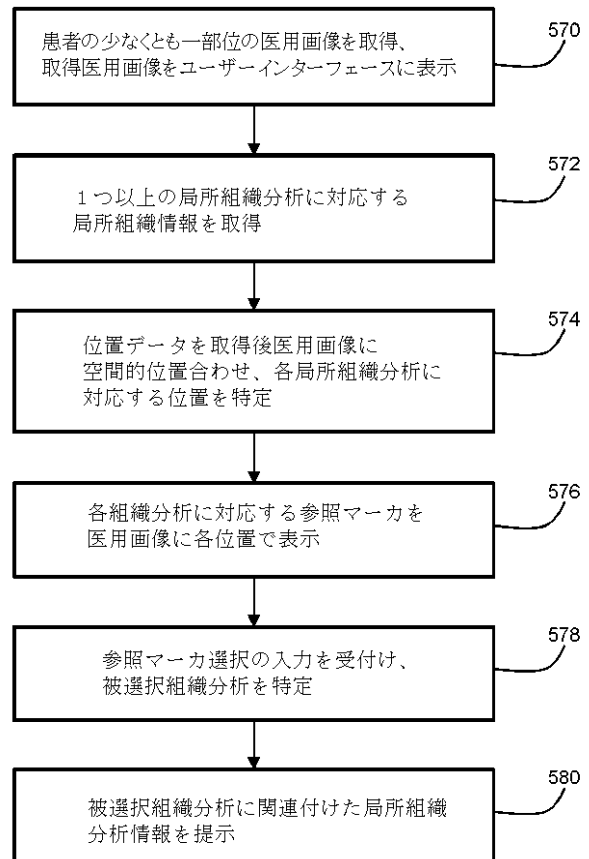 患者の少なくとも一部位の医用画像を取得、
取得医用画像をユーザーインターフェースに表示
570
１つ以上の局所組織分析に対応する
局所組織情報を取得
572
位置データを取得後医用画像に
空間的位置合わせ、各局所組織分析に
対応する位置を特定
574
各組織分析に対応する参照マーカを
医用画像に各位置で表示
576
参照マーカ選択の入力を受付け、
被選択組織分析を特定
578
被選択組織分析に関連付けた局所組織
分析情報を提示
580